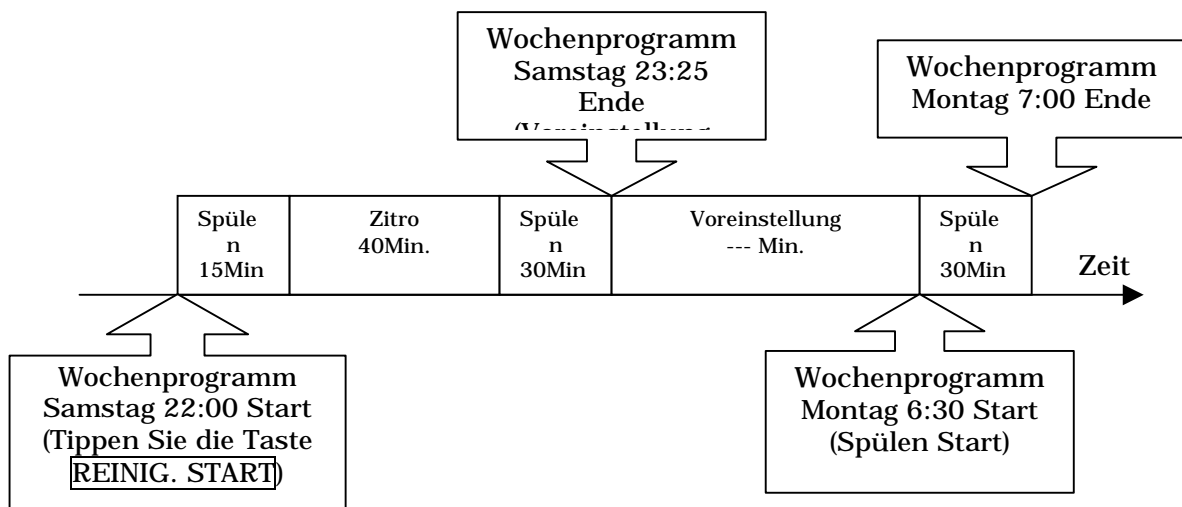 Wochenprogramm
Samstag 23:25
Ende
(Voreinstellung
Wochenprogramm
Montag 7:00 Ende
Spüle
n
15Min
Zitro
40Min.
Spüle
n
30Min
Voreinstellung
--- Min.
Spüle
n
30Min
Zeit
Wochenprogramm
Samstag 22:00 Start
(Tippen Sie die Taste
REINIG. START)
Wochenprogramm
Montag 6:30 Start
(Spülen Start)